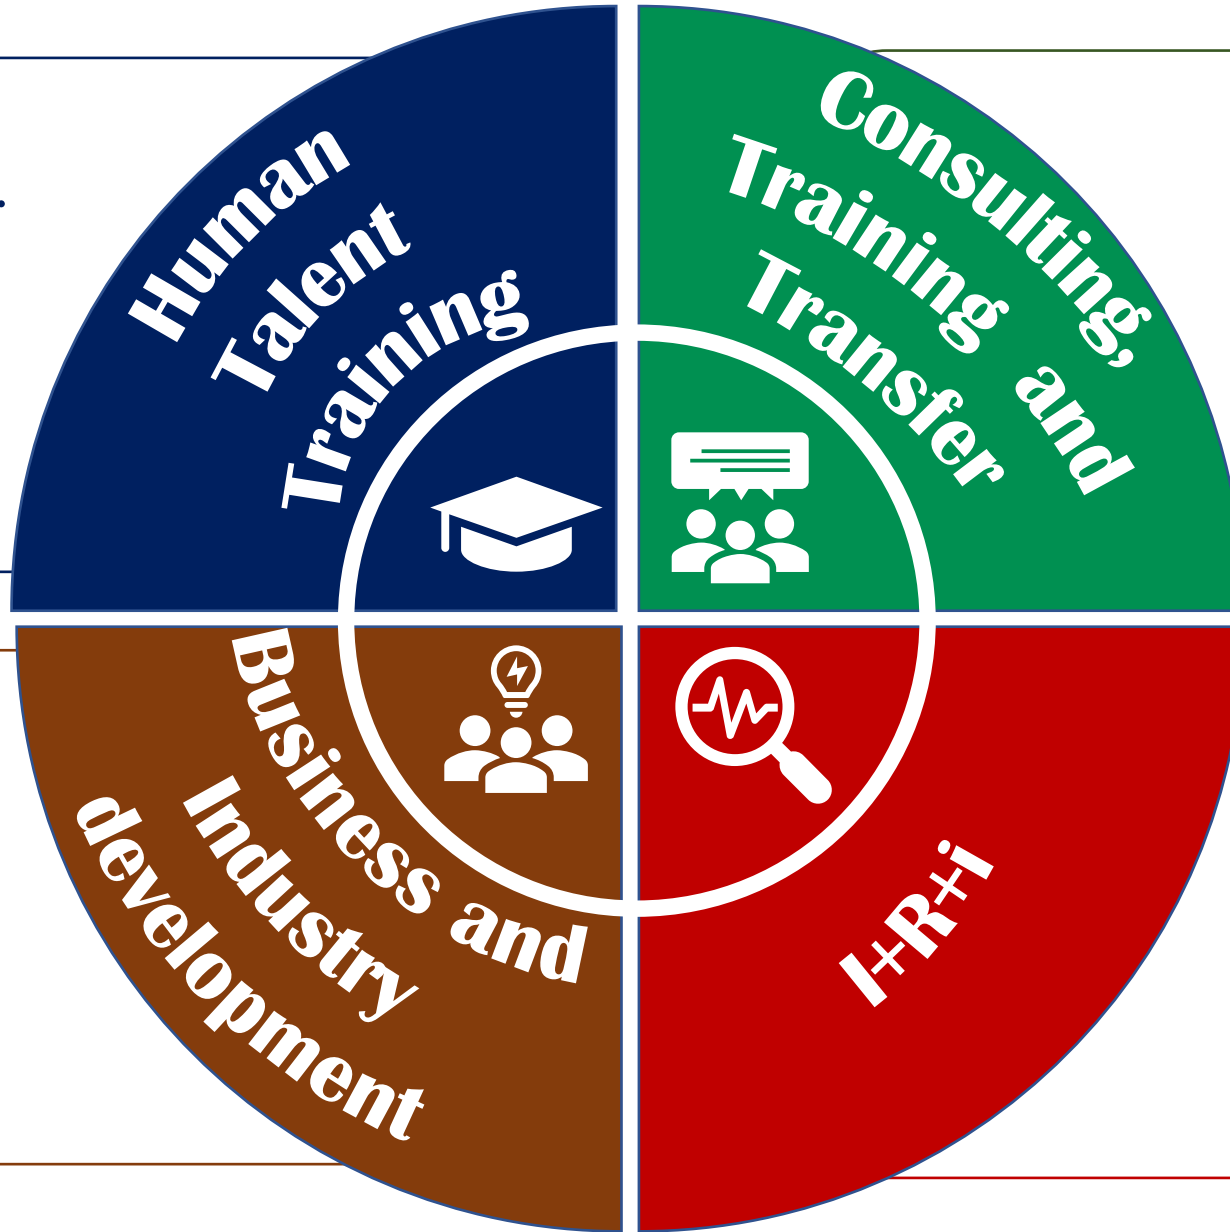 Human
Talent
Training
Consulting,
Training and
Transfer
Business and
Industry
development
I+R+i